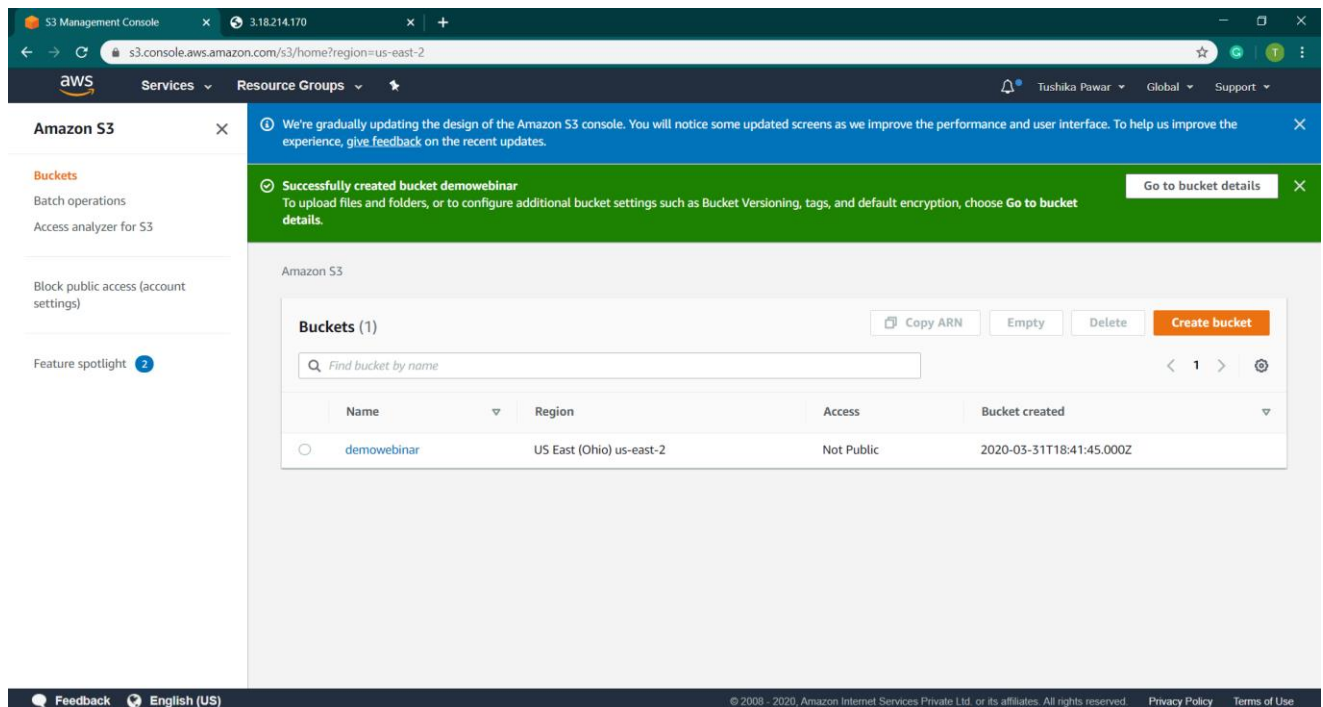 S3 Management Console
3.18.214.170
s3.console.aws.amazon.com/s3/home?region=us-east-2
G
T
aws
Services
Resource Groups
Tushika Pawar
Global
Support
Amazon S3
We're gradually updating the design of the Amazon S3 console. You will notice some updated screens as we improve the performance and user interface. To help us improve the
experience, give feedback on the recent updates.
Buckets
Batch operations
Access analyzer for S3
Block public access (account
settings)
Feature spotlight 2
Successfully created bucket demowebinar
To upload files and folders, or to configure additional bucket settings such as Bucket Versioning, tags, and default encryption, choose Go to bucket
details.
Go to bucket details
Amazon S3
Buckets (1)
Copy ARN
Empty
Delete
Create bucket
Find bucket by name
1
Name
Region
Access
Bucket created
demowebinar
US East (Ohio) us-east-2
Not Public
2020-03-31T18:41:45.000Z
Feedback
English (US)
© 2008 - 2020, Amazon Internet Services Private Ltd. or its affiliates. All rights reserved.
Privacy Policy
Terms of Use